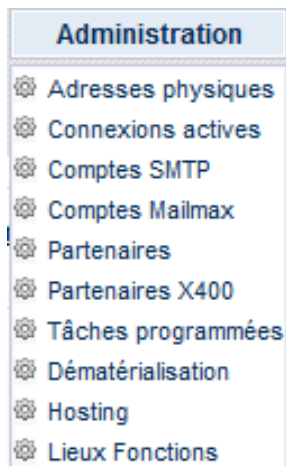 Administration
Adresses physiques
Connexions actives
Comptes SMTP
Comptes Mailmax
Partenaires
Partenaires X400
Tâches programmées
Dématérialisation
Hosting
Lieux Fonctions